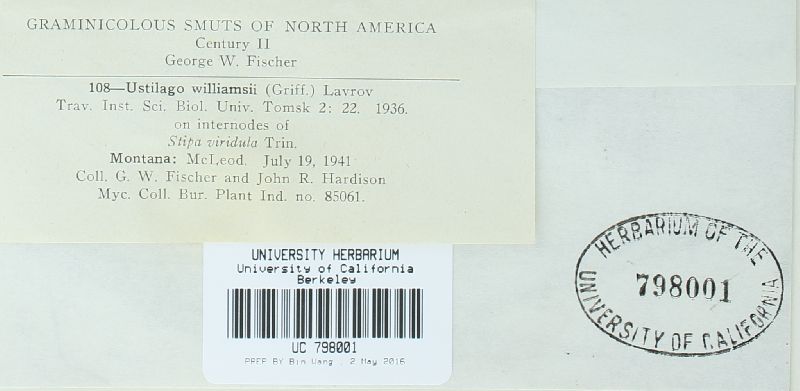 GRAMINICOLOUS SMUTS OF NORTH AMERICA
Century II
George W. Fischer
108—Ustilago williamsii (Griff.) Lavrov
Trav. Inst. Sci. Biol. Univ. Tomsk 2: 22. 1936.
on internodes of
Stipa viridula Trin.
Montana: McLeod. July 19, 1941
Coll. G. W. Fischer and John R. Hardison
Myc. Coll. Bur. Plant Ind. no. 85061.
UNIVERSITY HERBARIUM
University of California
Berkeley
UC 798001
PREP BY Bin Wang , 2 May 2016
HERBARIUM OF THE
798001
UNIVERSITY OF CALIFORNIA